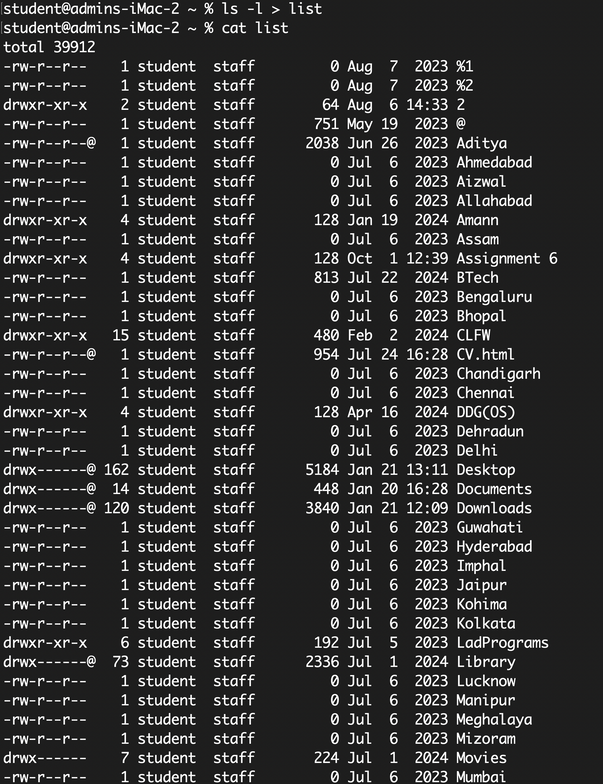 student@admins-iMac-2 ~ % ls -l > list
student@admins-iMac-2 ~ % cat list
total 39912
-rw-r--r--    1 student  staff         0 Aug  7  2023 %1
-rw-r--r--    1 student  staff         0 Aug  7  2023 %2
drwxr-xr-x    2 student  staff        64 Aug  6 14:33 2
-rw-r--r--    1 student  staff       751 May 19  2023 @
-rw-r--r--@   1 student  staff      2038 Jun 26  2023 Aditya
-rw-r--r--    1 student  staff         0 Jul  6  2023 Ahmedabad
-rw-r--r--    1 student  staff         0 Jul  6  2023 Aizwal
-rw-r--r--    1 student  staff         0 Jul  6  2023 Allahabad
drwxr-xr-x    4 student  staff       128 Jan 19  2024 Amann
-rw-r--r--    1 student  staff         0 Jul  6  2023 Assam
drwxr-xr-x    4 student  staff       128 Oct  1 12:39 Assignment 6
-rw-r--r--    1 student  staff       813 Jul 22  2024 BTech
-rw-r--r--    1 student  staff         0 Jul  6  2023 Bengaluru
-rw-r--r--    1 student  staff         0 Jul  6  2023 Bhopal
drwxr-xr-x   15 student  staff       480 Feb  2  2024 CLFW
-rw-r--r--@   1 student  staff       954 Jul 24 16:28 CV.html
-rw-r--r--    1 student  staff         0 Jul  6  2023 Chandigarh
-rw-r--r--    1 student  staff         0 Jul  6  2023 Chennai
drwxr-xr-x    4 student  staff       128 Apr 16  2024 DDG(OS)
-rw-r--r--    1 student  staff         0 Jul  6  2023 Dehradun
-rw-r--r--    1 student  staff         0 Jul  6  2023 Delhi
drwx------@ 162 student  staff      5184 Jan 21 13:11 Desktop
drwx------@  14 student  staff       448 Jan 20 16:28 Documents
drwx------@ 120 student  staff      3840 Jan 21 12:09 Downloads
-rw-r--r--    1 student  staff         0 Jul  6  2023 Guwahati
-rw-r--r--    1 student  staff         0 Jul  6  2023 Hyderabad
-rw-r--r--    1 student  staff         0 Jul  6  2023 Imphal
-rw-r--r--    1 student  staff         0 Jul  6  2023 Jaipur
-rw-r--r--    1 student  staff         0 Jul  6  2023 Kohima
-rw-r--r--    1 student  staff         0 Jul  6  2023 Kolkata
drwxr-xr-x    6 student  staff       192 Jul  5  2023 LadPrograms
drwx------@  73 student  staff      2336 Jul  1  2024 Library
-rw-r--r--    1 student  staff         0 Jul  6  2023 Lucknow
-rw-r--r--    1 student  staff         0 Jul  6  2023 Manipur
-rw-r--r--    1 student  staff         0 Jul  6  2023 Meghalaya
-rw-r--r--    1 student  staff         0 Jul  6  2023 Mizoram
drwx------    7 student  staff       224 Jul  1  2024 Movies
-rw-r--r--    1 student  staff         0 Jul  6  2023 Mumbai